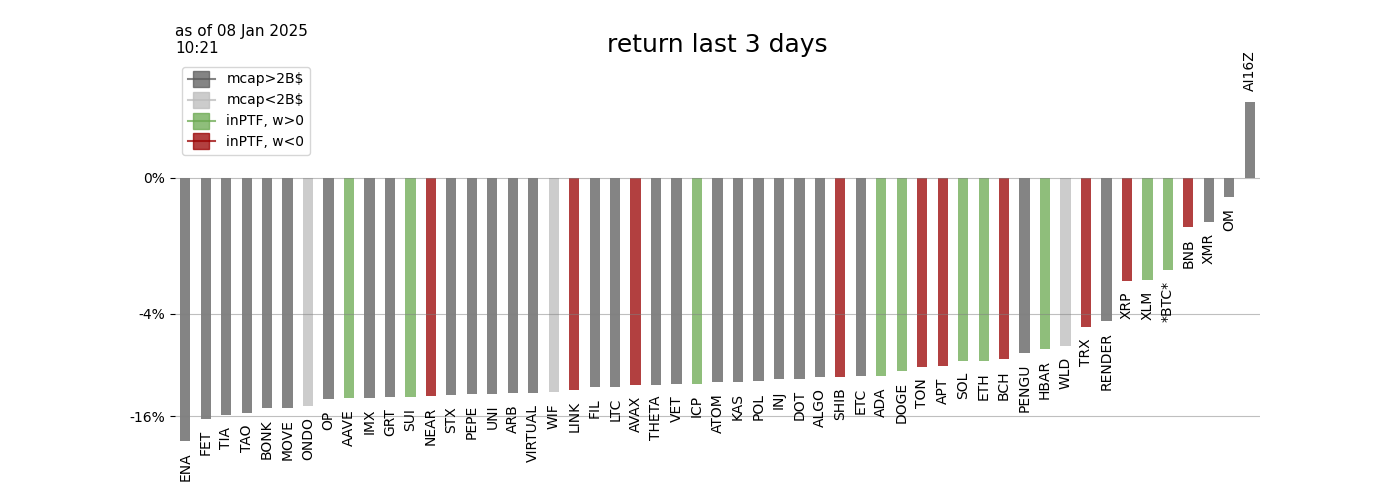 as of 08 Jan 2025
10:21
return last 3 days
mcap>2B$
mcap<2B$
inPTF, w>0
inPTF, w<0
0%
-4%
-16%
ENA
FET
TIA
TAO
BONK
MOVE
ONDO
OP
AAVE
IMX
GRT
SUI
NEAR
STX
PEPE
UNI
ARB
VIRTUAL
WIF
LINK
FIL
LTC
AVAX
THETA
VET
ICP
ATOM
KAS
POL
INJ
DOT
ALGO
SHIB
ETC
ADA
DOGE
TON
APT
SOL
ETH
BCH
PENGU
HBAR
WLD
TRX
RENDER
XRP
XLM
*BTC*
BNB
XMR
OM
AI16Z